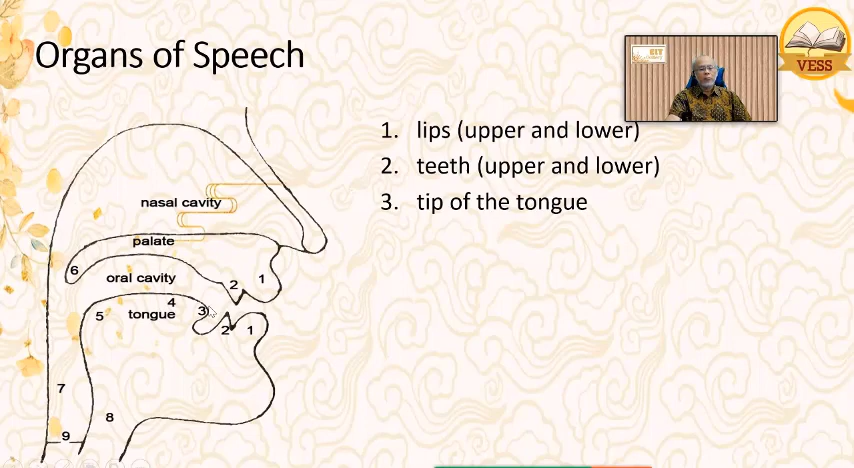 Organs of Speech
VESS
1. lips (upper and lower)
2. teeth (upper and lower)
3. tip of the tongue
nasal cavity
palate
6
oral cavity
2
1
4
3
5
tongue
2
1
7
8
9